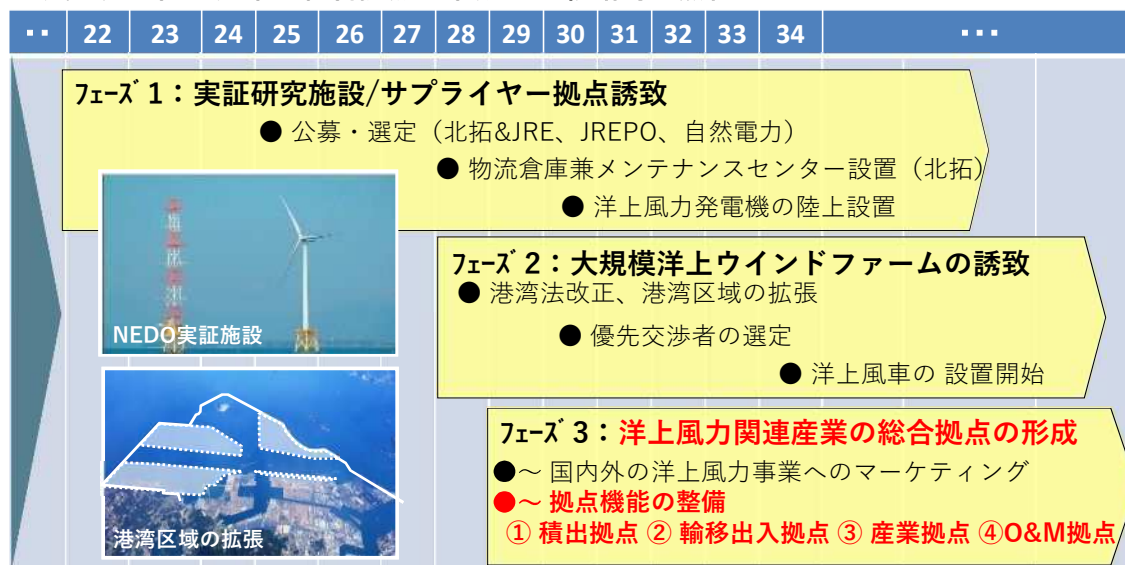 ･･ 22 23 24 25 26 27 28 29 30 31 32 33 34 ･･･
ﾌｪｰｽﾞ 1：実証研究施設/サプライヤー拠点誘致
● 公募・選定（北拓&JRE、JREPO、自然電力）
● 物流倉庫兼メンテナンスセンター設置（北拓）
● 洋上風力発電機の陸上設置
NEDO実証施設
ﾌｪｰｽﾞ 2：大規模洋上ウインドファームの誘致
● 港湾法改正、港湾区域の拡張
● 優先交渉者の選定
● 洋上風車の 設置開始
港湾区域の拡張
ﾌｪｰｽﾞ 3：洋上風力関連産業の総合拠点の形成
●～ 国内外の洋上風力事業へのマーケティング
●～ 拠点機能の整備
① 積出拠点 ② 輸移出入拠点 ③ 産業拠点 ④O&M拠点